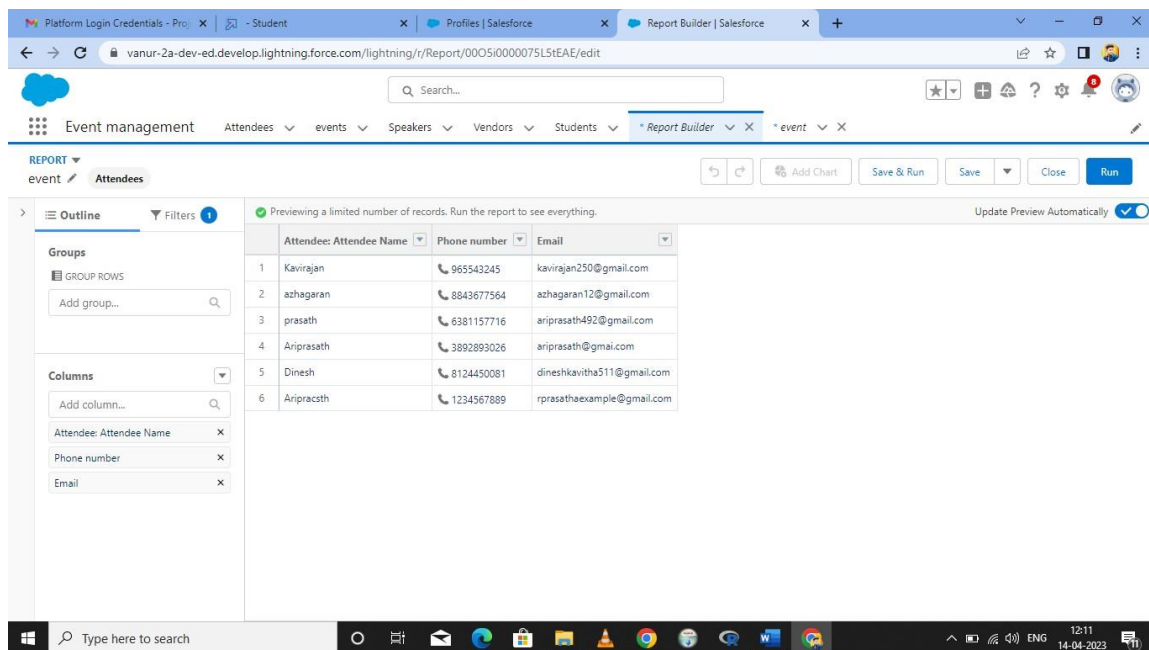 Platform Login Credentials - Proj
- Student
Profiles | Salesforce
Report Builder | Salesforce
vanur-2a-dev-ed.develop.lightning.force.com/lightning/r/Report/00O5i0000075L5tEAE/edit
Search...
8
Event management
Attendees
events
Speakers
Vendors
Students
* Report Builder
* event
REPORT
event
Attendees
Add Chart
Save & Run
Save
Close
Run
Outline
Filters 1
Previewing a limited number of records. Run the report to see everything.
Update Preview Automatically
Groups
GROUP ROWS
Add group...
Columns
Add column...
Attendee: Attendee Name
Phone number
Email
Attendee: Attendee Name Phone number Email
1 Kavirajan 965543245 kavirajan250@gmail.com
2 azhagaran 8843677564 azhagaran12@gmail.com
3 prasath 6381157716 ariprasath492@gmail.com
4 Ariprasath 3892893026 ariprasath@gmai.com
5 Dinesh 8124450081 dineshkavitha511@gmail.com
6 Aripracsth 1234567889 rprasathaexample@gmail.com
Type here to search
ENG
12:11
14-04-2023